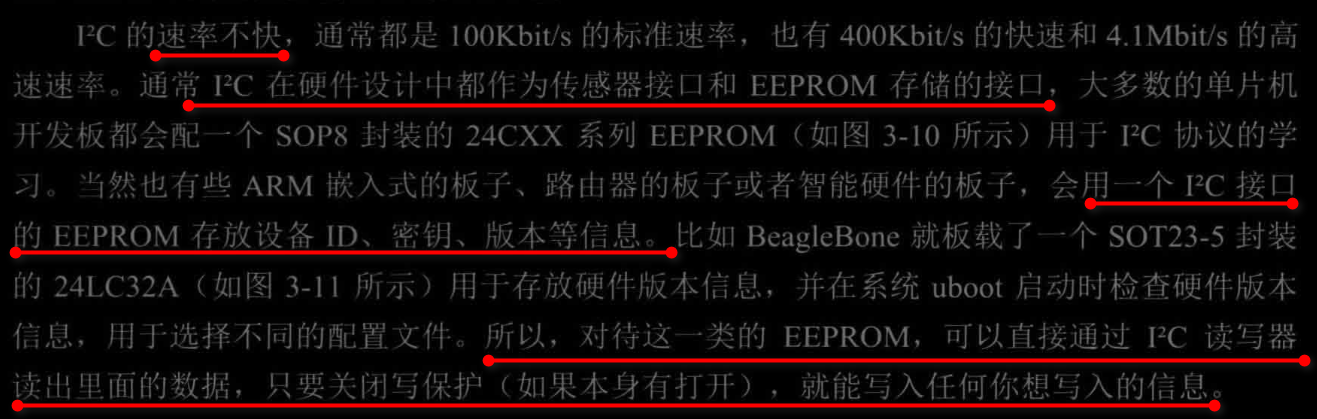 I²C 的速率不快，通常都是 100Kbit/s 的标准速率，也有 400Kbit/s 的快速和 4.1Mbit/s 的高
速速率。通常 I²C 在硬件设计中都作为传感器接口和 EEPROM 存储的接口，大多数的单片机
开发板都会配一个 SOP8 封装的 24CXX 系列 EEPROM（如图 3-10 所示）用于 I²C 协议的学
习。当然也有些 ARM 嵌入式的板子、路由器的板子或者智能硬件的板子，会用一个 I²C 接口
的 EEPROM 存放设备 ID、密钥、版本等信息。比如 BeagleBone 就板载了一个 SOT23-5 封装
的 24LC32A（如图 3-11 所示）用于存放硬件版本信息，并在系统 uboot 启动时检查硬件版本
信息，用于选择不同的配置文件。所以，对待这一类的 EEPROM，可以直接通过 I²C 读写器
读出里面的数据，只要关闭写保护（如果本身有打开），就能写入任何你想写入的信息。